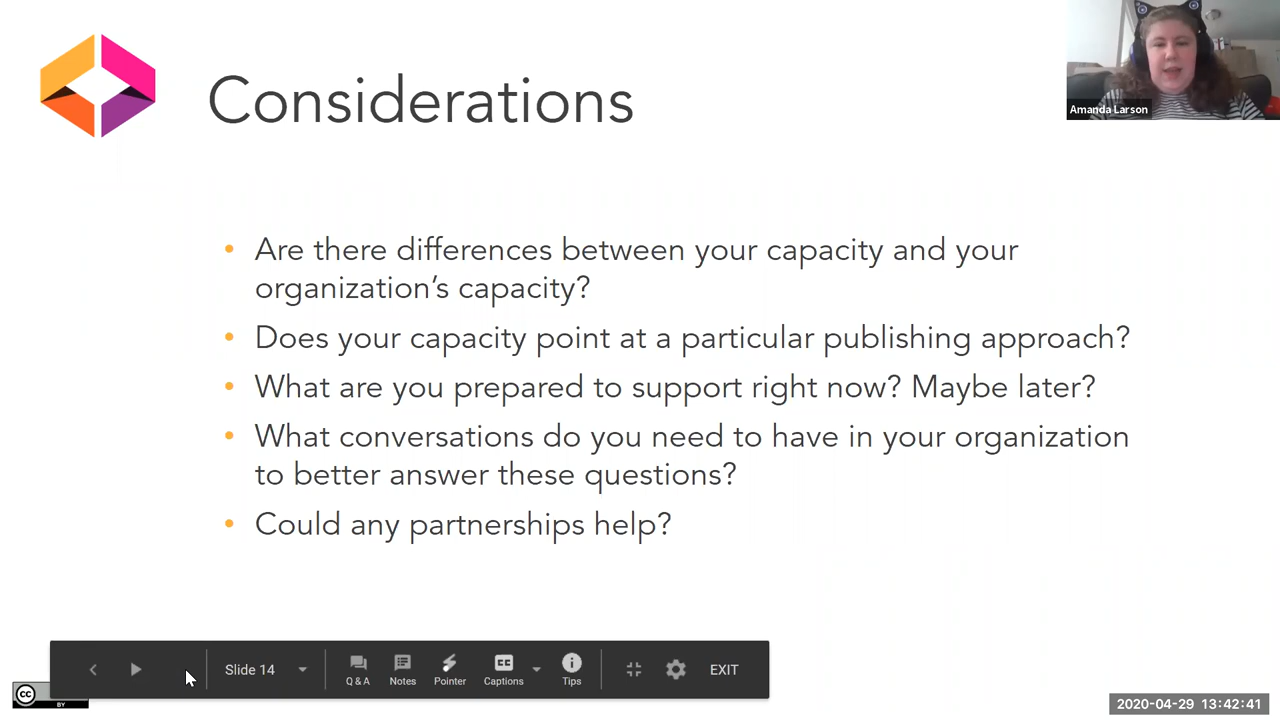 Considerations
Amanda Larson
• Are there differences between your capacity and your
organization's capacity?
• Does your capacity point at a particular publishing approach?
• What are you prepared to support right now? Maybe later?
• What conversations do you need to have in your organization
to better answer these questions?
• Could any partnerships help?
Slide 14
Q & A
Notes
Pointer
CC
Captions
Tips
EXIT
CC
BY
2020-04-29 13:42:41